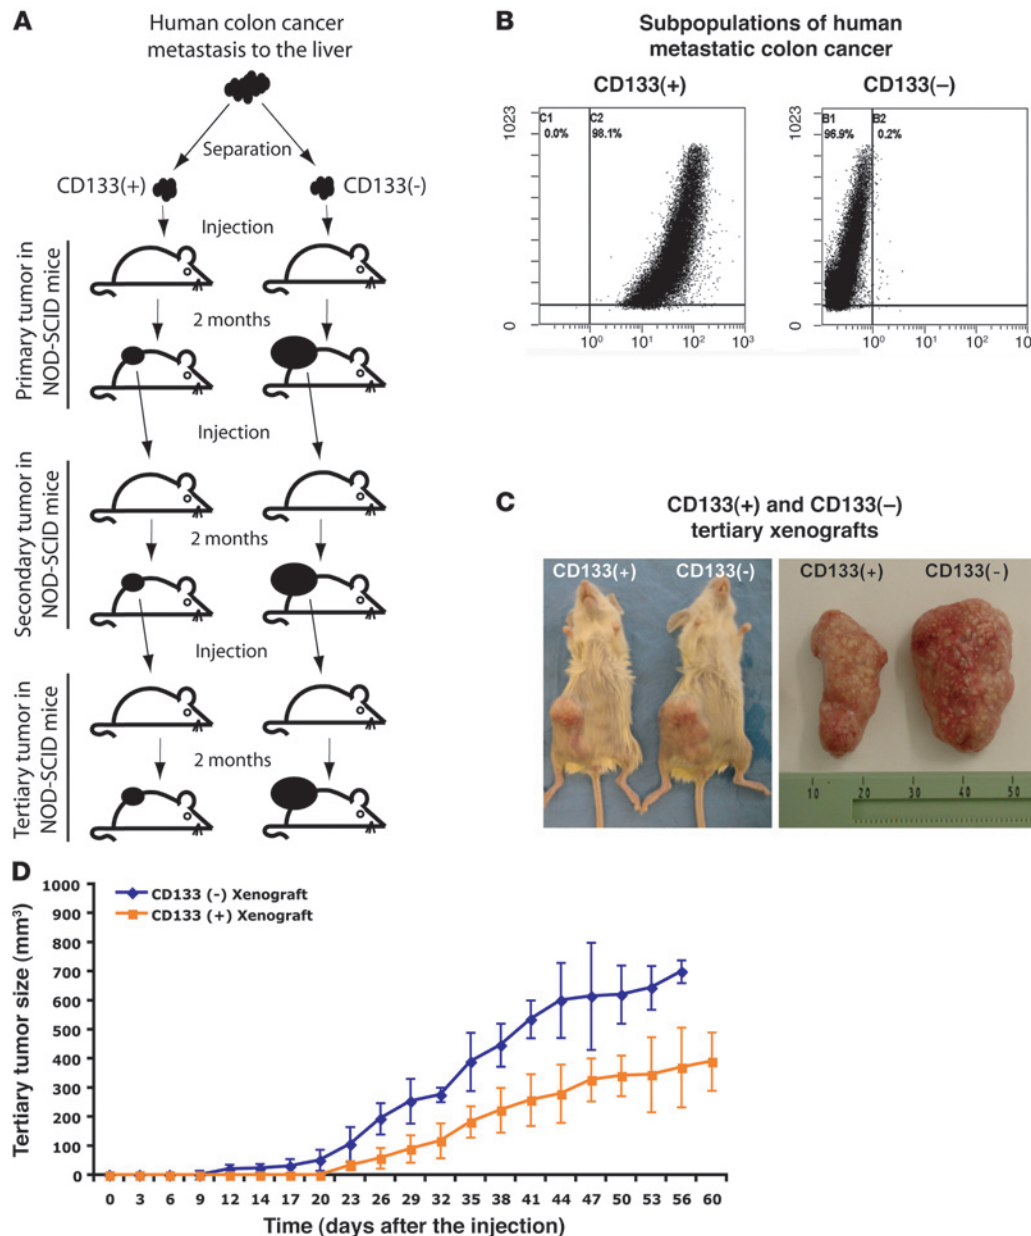 A
Human colon cancer
metastasis to the liver
Separation
CD133(+)
CD133(-)
Injection
Primary tumor in
NOD-SCID mice
2 months
Injection
Secondary tumor in
NOD-SCID mice
2 months
Injection
Tertiary tumor in
NOD-SCID mice
2 months
B
Subpopulations of human
metastatic colon cancer
CD133(+)
CD133(–)
1023
0
C1
0.0%
C2
98.1%
10⁰ 10¹ 10² 10³
1023
0
B1
96.9%
B2
0.2%
10⁰ 10¹ 10² 10
C
CD133(+) and CD133(–)
tertiary xenografts
CD133(+) CD133(-)
CD133(+) CD133(-)
10 20 30 40 50
D
Tertiary tumor size (mm³)
1000
900
800
700
600
500
400
300
200
100
0
CD133 (-) Xenograft
CD133 (+) Xenograft
0 3 6 9 12 14 17 20 23 26 29 32 35 38 41 44 47 50 53 56 60
Time (days after the injection)